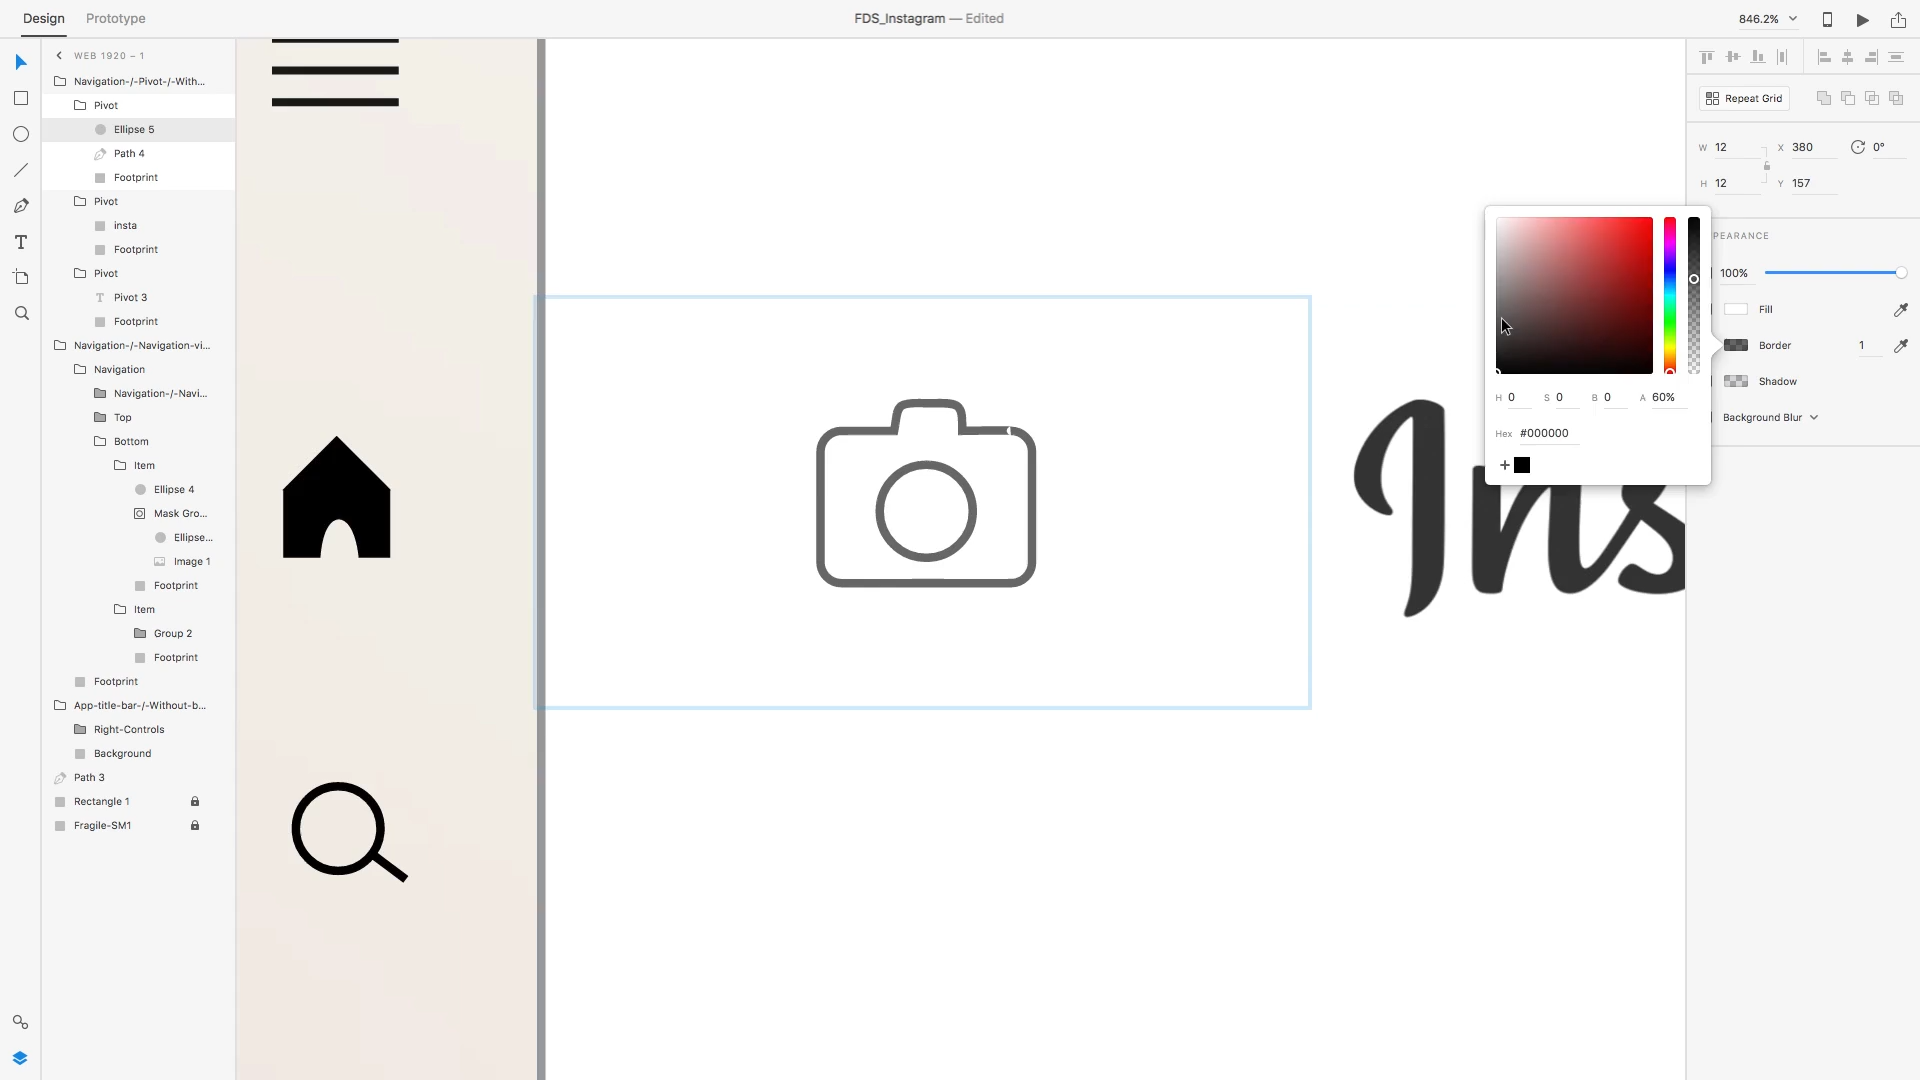 Design
Prototype
FDS_Instagram — Edited
846.2%
WEB 1920 – 1
Navigation-/-Pivot-/-With...
Pivot
Ellipse 5
Path 4
Footprint
Pivot
insta
Footprint
Pivot
T Pivot 3
Footprint
Navigation-/-Navigation-vi...
Navigation
Navigation-/-Navi...
Top
Bottom
Item
Ellipse 4
Mask Gro...
Ellipse...
Image 1
Footprint
Item
Group 2
Footprint
Footprint
App-title-bar-/-Without-b...
Right-Controls
Background
Path 3
Rectangle 1
Fragile-SM1
Ins
Repeat Grid
W 12 X 380 0°
H 12 Y 157
PEARANCE
100%
Fill
Border 1
Shadow
Background Blur
H 0 S 0 B 0 A 60%
Hex #000000
+